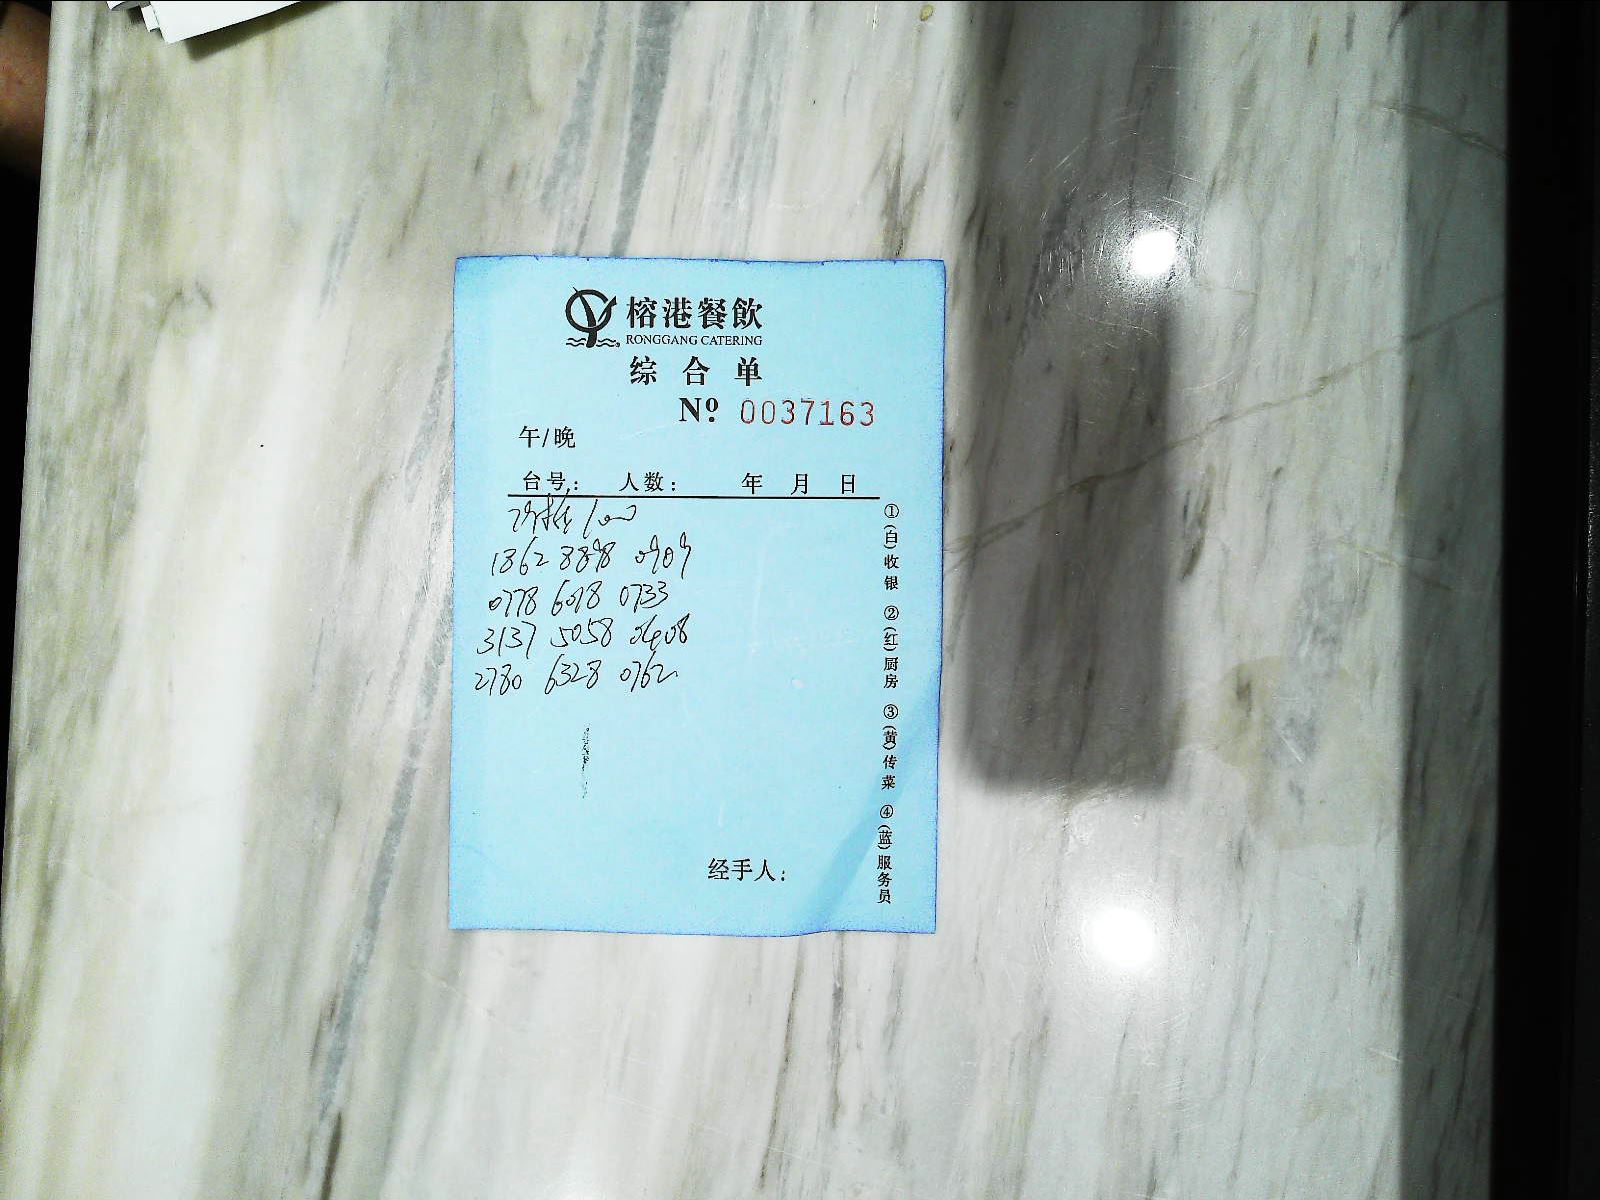 榕港餐飲
RONGGANG CATERING
综合单
Nº 0037163
午/晚
台号: 人数: 年 月 日
1000
1862 8898 0909
0778 6018 0733
3137 5058 0608
2780 6328 0762
经手人:
①(白)收银 ②(红)厨房 ③(黄)传菜 ④(蓝)服务员